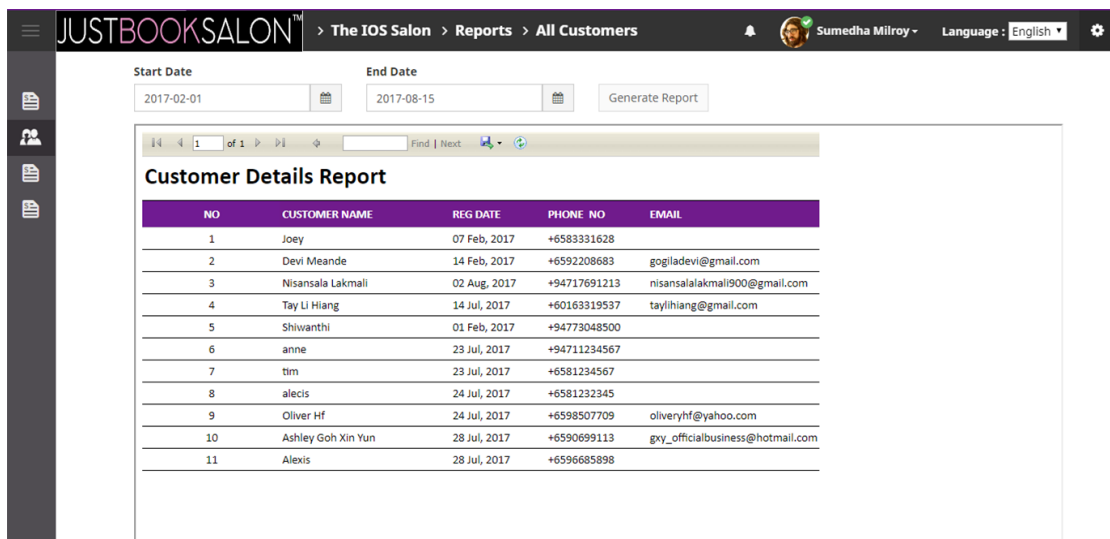 JUSTBOOKSALON™ > The IOS Salon > Reports > All Customers Sumedha Milroy Language : English
Start Date End Date
2017-02-01 2017-08-15 Generate Report
1 of 1 Find | Next
Customer Details Report
NO CUSTOMER NAME REG DATE PHONE NO EMAIL
1 Joey 07 Feb, 2017 +6583331628
2 Devi Meande 14 Feb, 2017 +6592208683 gogiladevi@gmail.com
3 Nisansala Lakmali 02 Aug, 2017 +94717691213 nisansalalakmali900@gmail.com
4 Tay Li Hiang 14 Jul, 2017 +60163319537 taylihiang@gmail.com
5 Shiwanthi 01 Feb, 2017 +94773048500
6 anne 23 Jul, 2017 +94711234567
7 tim 23 Jul, 2017 +6581234567
8 alecis 24 Jul, 2017 +6581232345
9 Oliver Hf 24 Jul, 2017 +6598507709 oliveryhf@yahoo.com
10 Ashley Goh Xin Yun 28 Jul, 2017 +6590699113 gxy_officialbusiness@hotmail.com
11 Alexis 28 Jul, 2017 +6596685898